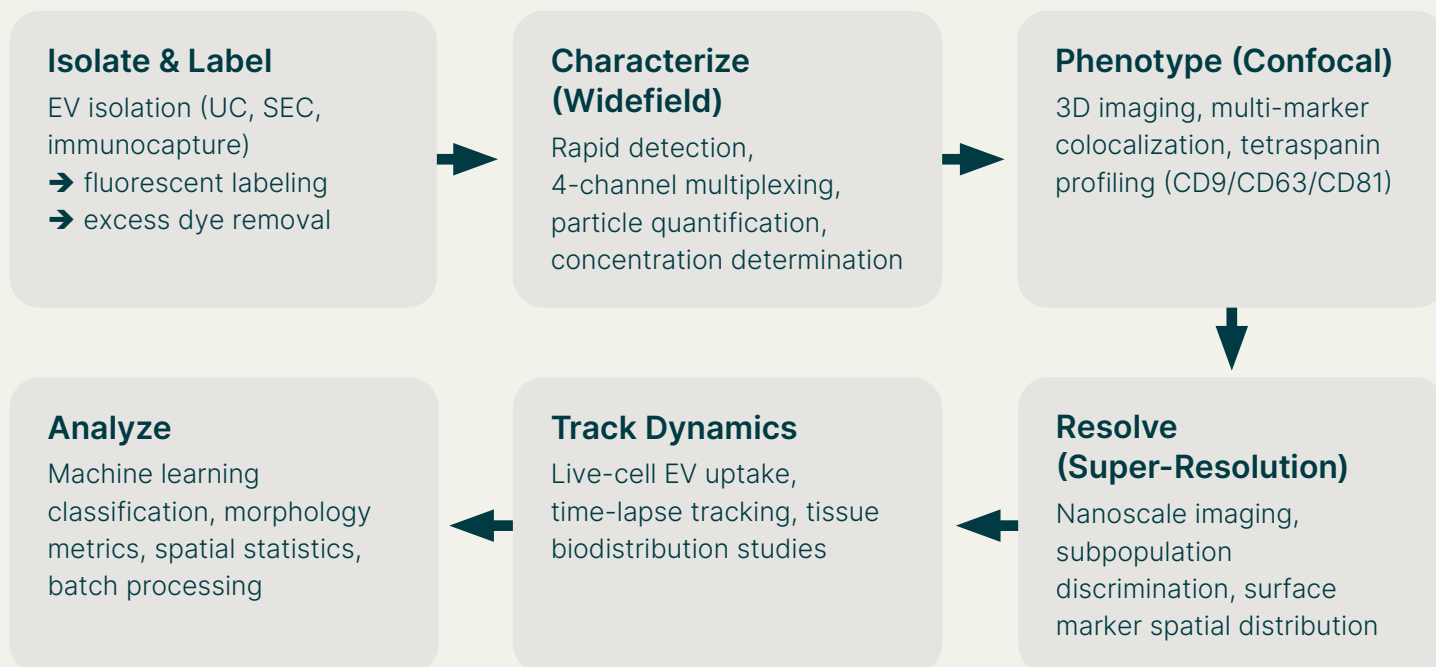 Isolate & Label
EV isolation (UC, SEC,
immunocapture)
➔ fluorescent labeling
➔ excess dye removal
Characterize
(Widefield)
Rapid detection,
4-channel multiplexing,
particle quantification,
concentration determination
Phenotype (Confocal)
3D imaging, multi-marker
colocalization, tetraspanin
profiling (CD9/CD63/CD81)
Resolve
(Super-Resolution)
Nanoscale imaging,
subpopulation
discrimination, surface
marker spatial distribution
Track Dynamics
Live-cell EV uptake,
time-lapse tracking, tissue
biodistribution studies
Analyze
Machine learning
classification, morphology
metrics, spatial statistics,
batch processing